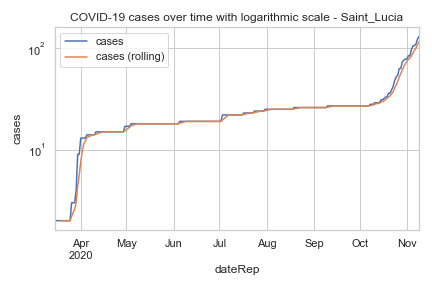 COVID-19 cases over time with logarithmic scale - Saint_Lucia
cases
cases (rolling)
10²
10¹
cases
Apr
2020
May
Jun
Jul
Aug
Sep
Oct
Nov
dateRep